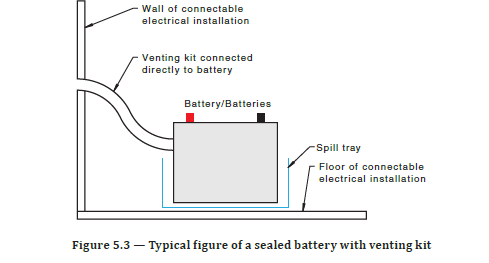 Wall of connectable
electrical installation
Venting kit connected
directly to battery
Battery/Batteries
Spill tray
Floor of connectable
electrical installation
Figure 5.3 — Typical figure of a sealed battery with venting kit